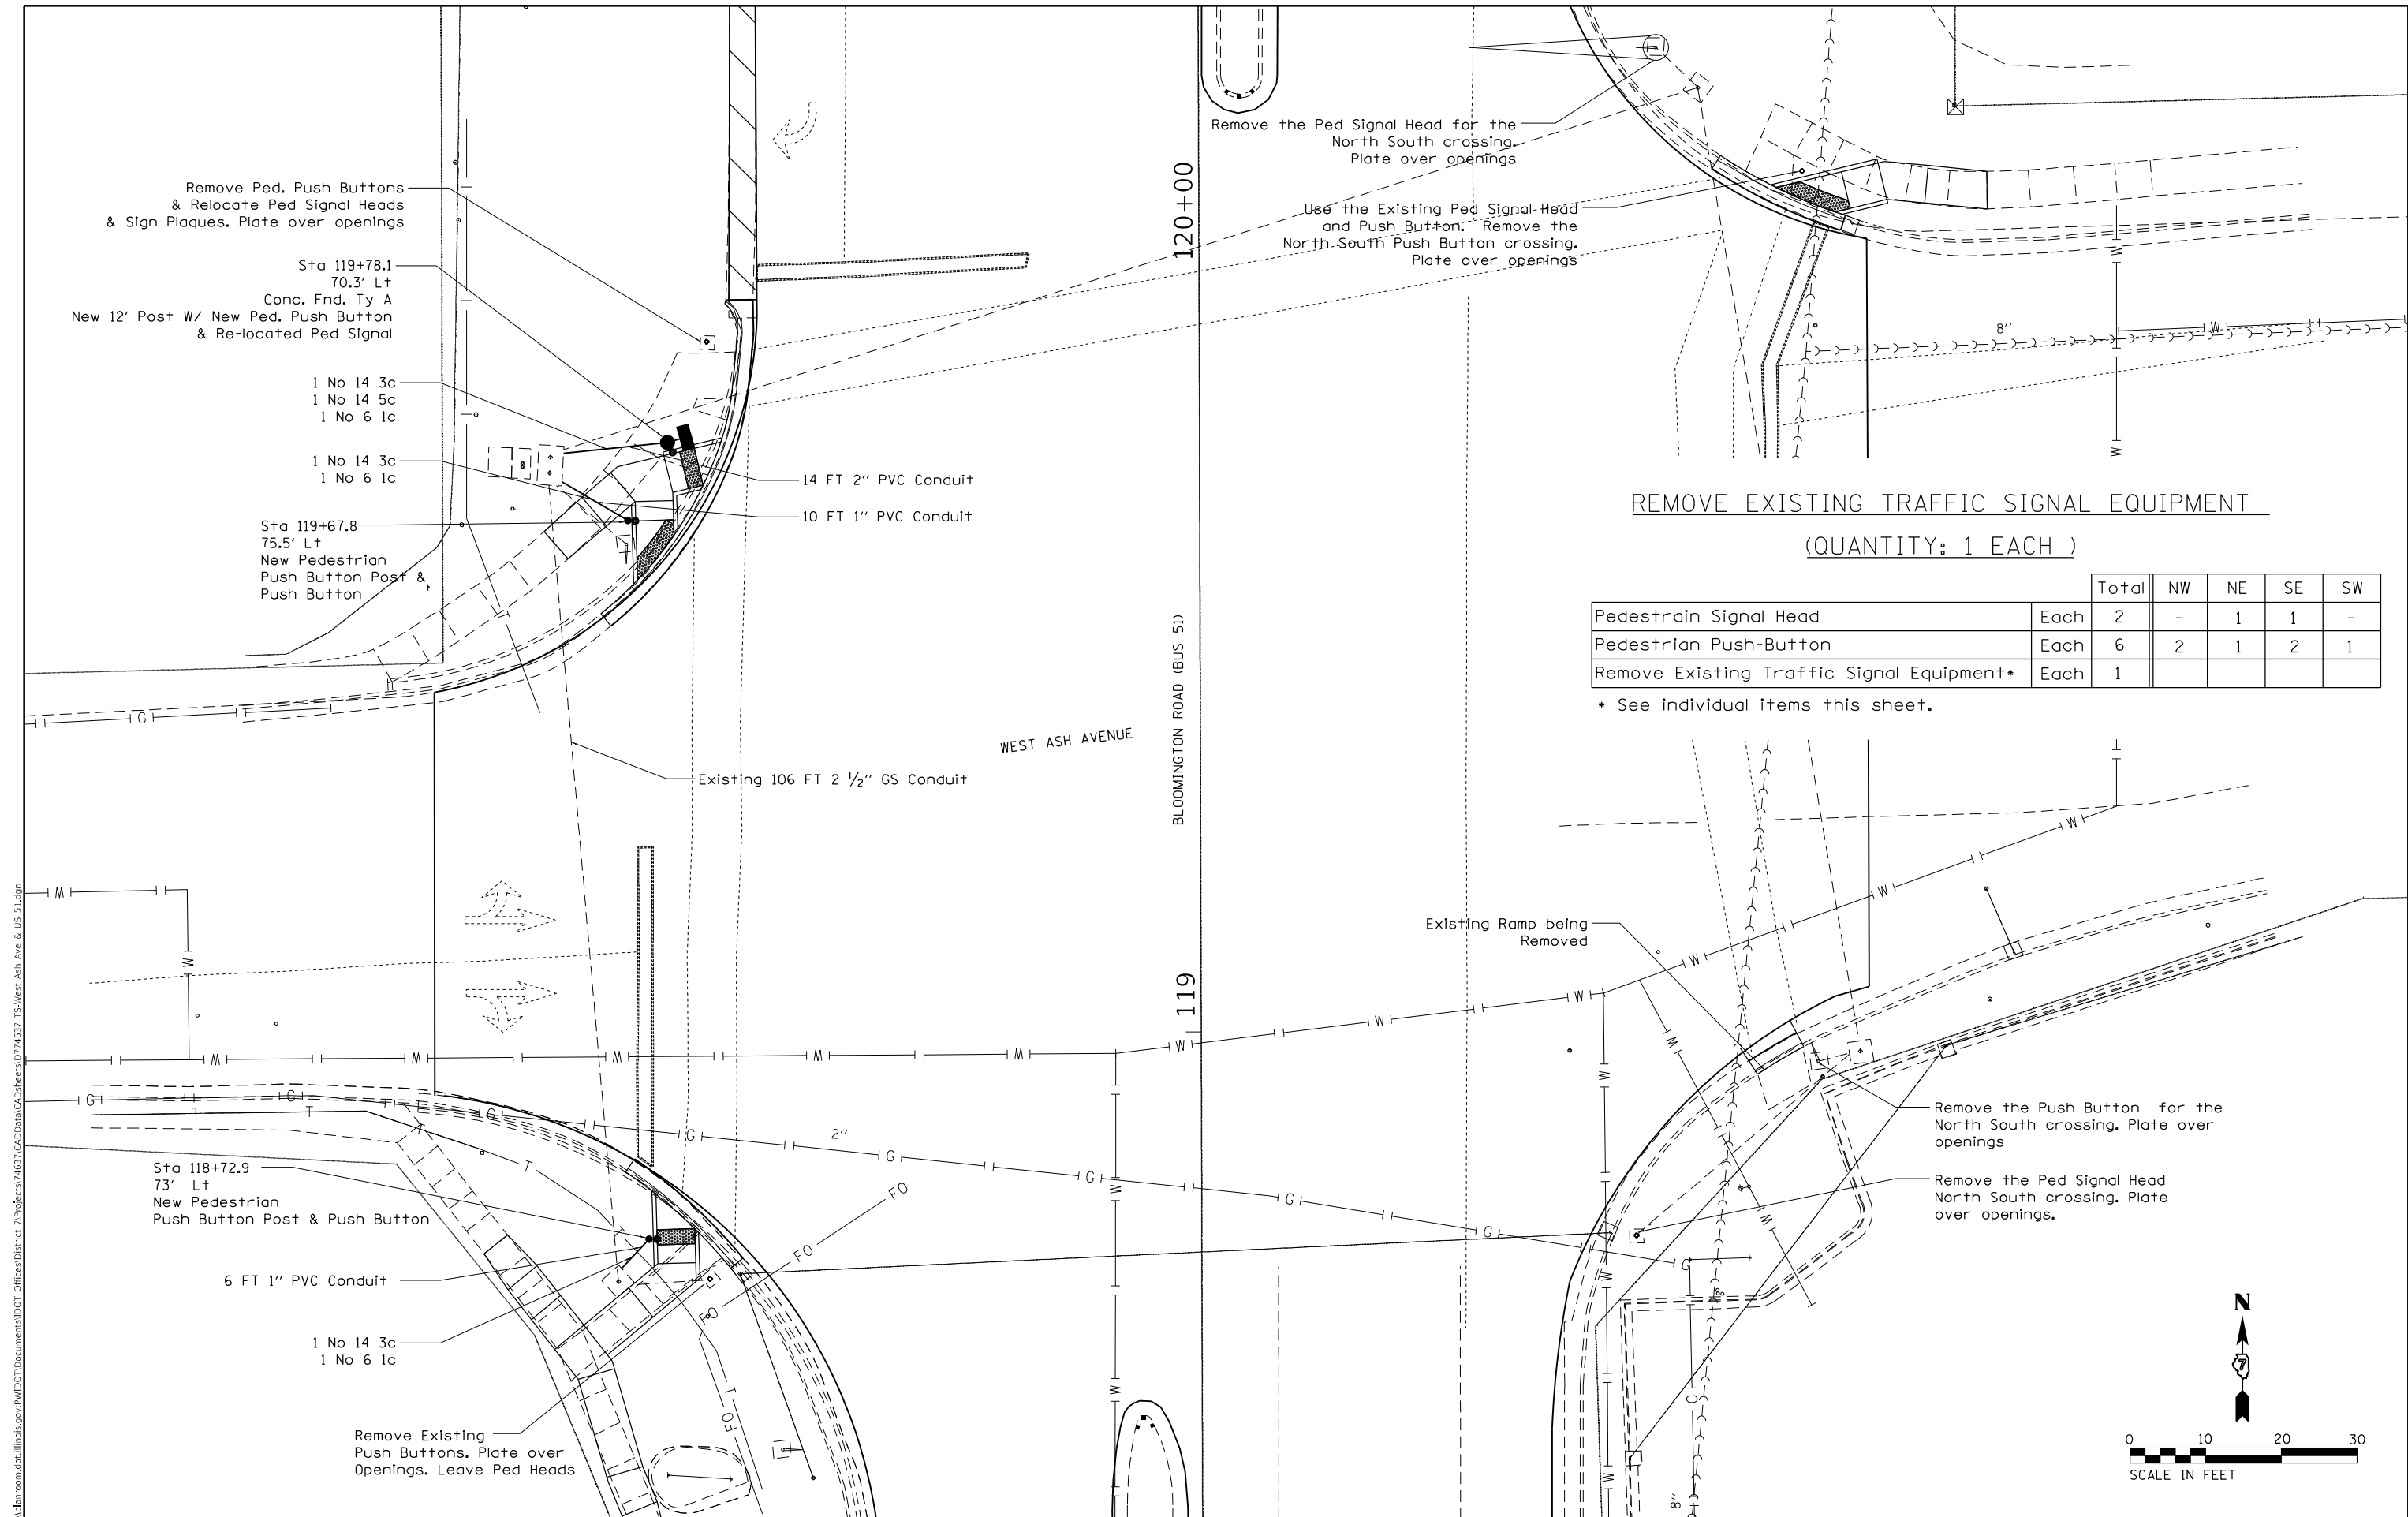 Remove Ped. Push Buttons
& Relocate Ped Signal Heads
& Sign Plaques. Plate over openings
Sta 119+78.1
70.3' Lt
Conc. Fnd. Ty A
New 12' Post W/ New Ped. Push Button
& Re-located Ped Signal
1 No 14 3c
1 No 14 5c
1 No 6 1c
1 No 14 3c
1 No 6 1c
Sta 119+67.8
75.5' Lt
New Pedestrian
Push Button Post &
Push Button
14 FT 2" PVC Conduit
10 FT 1" PVC Conduit
Existing 106 FT 2 ½" GS Conduit
WEST ASH AVENUE
BLOOMINGTON ROAD (BUS 51)
120+00
119
Remove the Ped Signal Head for the
North South crossing.
Plate over openings
Use the Existing Ped Signal Head
and Push Button. Remove the
North South Push Button crossing.
Plate over openings
8"
W
W
W
REMOVE EXISTING TRAFFIC SIGNAL EQUIPMENT
(QUANTITY: 1 EACH )
Total NW NE SE SW
Pedestrain Signal Head Each 2 - 1 1 -
Pedestrian Push-Button Each 6 2 1 2 1
Remove Existing Traffic Signal Equipment* Each 1
* See individual items this sheet.
G
W
W
W W W W W W W W W W W
G G G 2" G G G G G
T T T
Existing Ramp being
Removed
Remove the Push Button for the
North South crossing. Plate over
openings
Remove the Ped Signal Head
North South crossing. Plate
over openings.
Sta 118+72.9
73' Lt
New Pedestrian
Push Button Post & Push Button
6 FT 1" PVC Conduit
1 No 14 3c
1 No 6 1c
Remove Existing
Push Buttons. Plate over
Openings. Leave Ped Heads
FO
FO
FO
FO
T
W
W
W
W
W
W
W
W
G
G
8"
8"
N
7
0 10 20 30
SCALE IN FEET